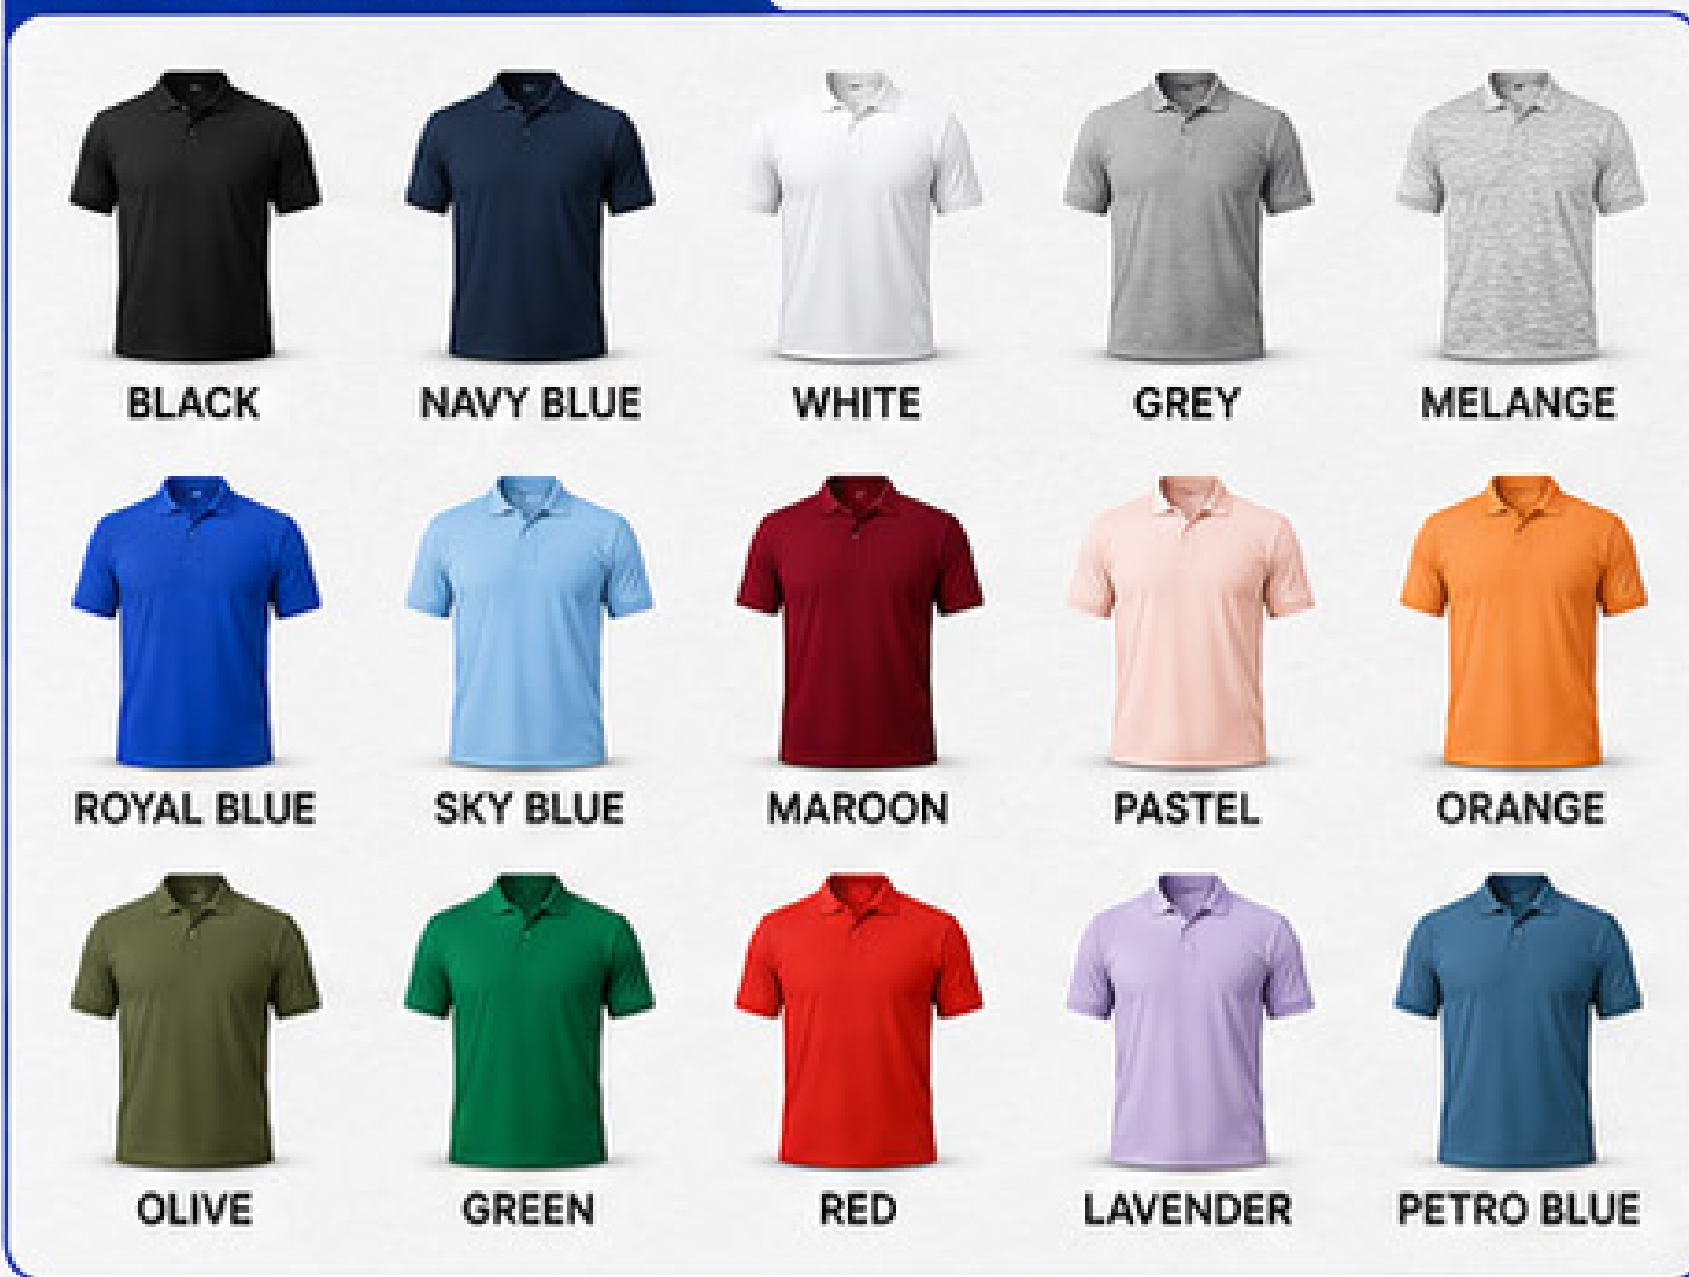 BLACK
NAVY BLUE
WHITE
GREY
MELANGE
ROYAL BLUE
SKY BLUE
MAROON
PASTEL
ORANGE
OLIVE
GREEN
RED
LAVENDER
PETRO BLUE